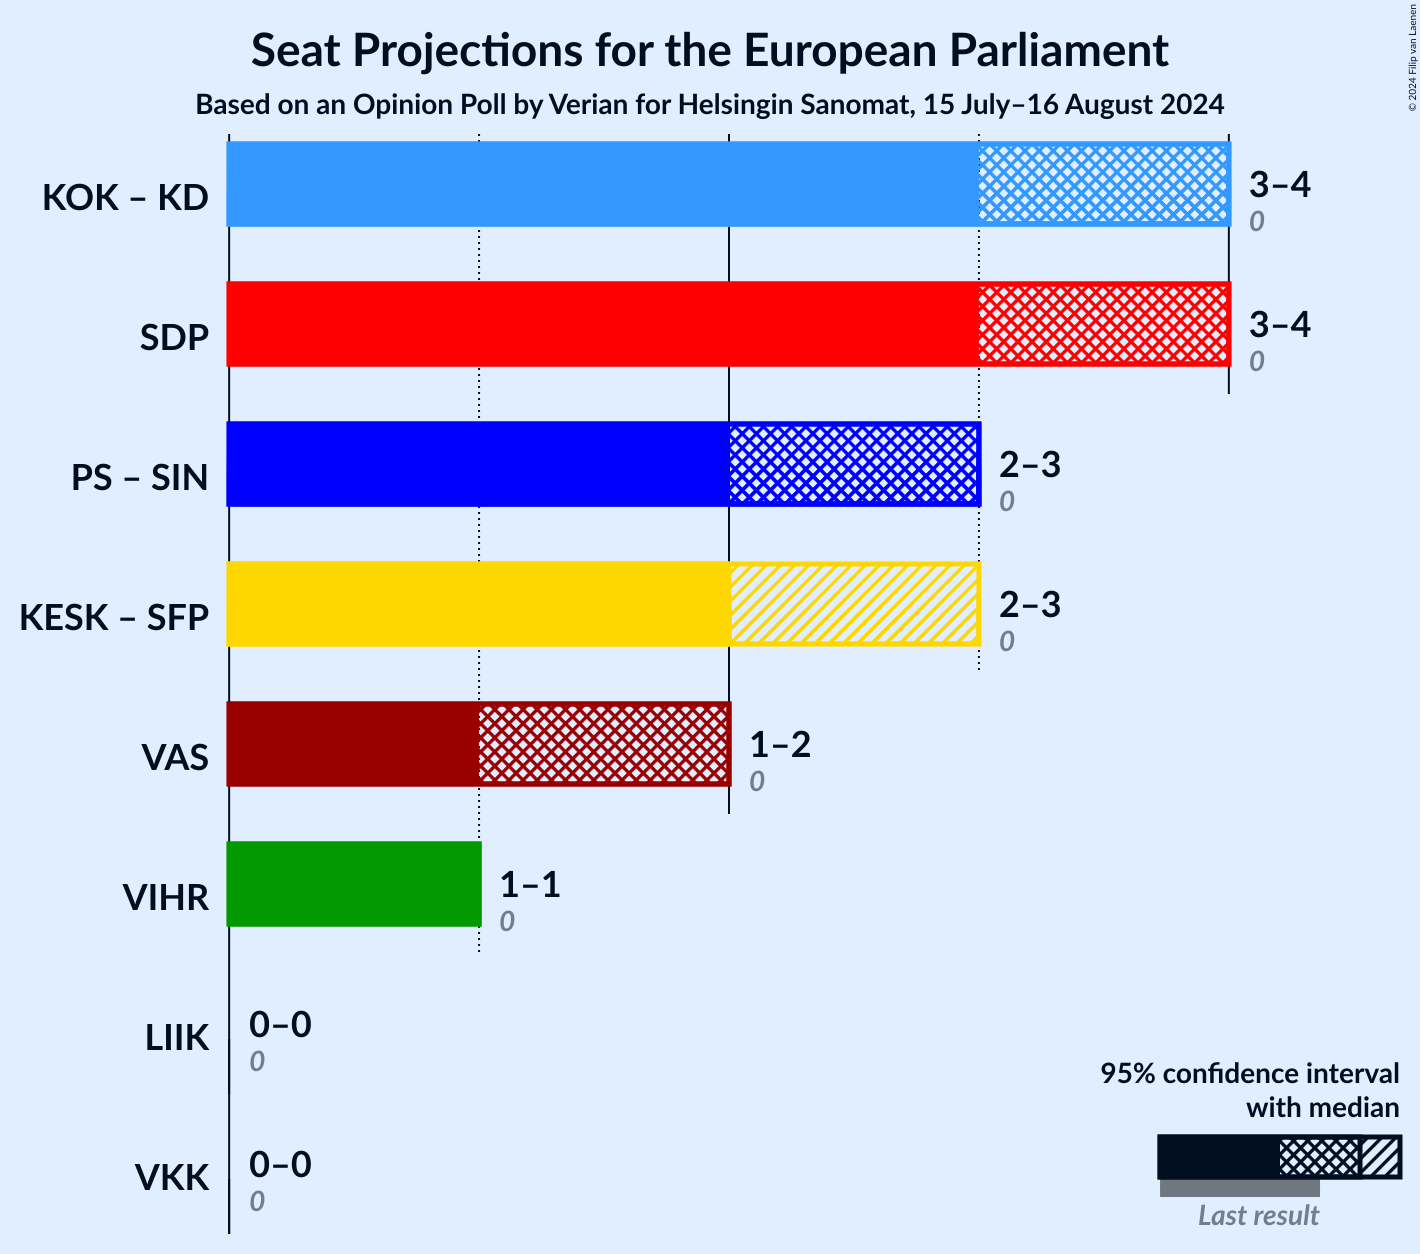 Seat Projections for the European Parliament
Based on an Opinion Poll by Verian for Helsingin Sanomat, 15 July–16 August 2024
© 2024 Filip van Laenen
KOK – KD
3–4
0
SDP
3–4
0
PS – SIN
2–3
0
KESK – SFP
2–3
0
VAS
1–2
0
VIHR
1–1
0
LIIK
0–0
0
VKK
0–0
0
95% confidence interval
with median
Last result